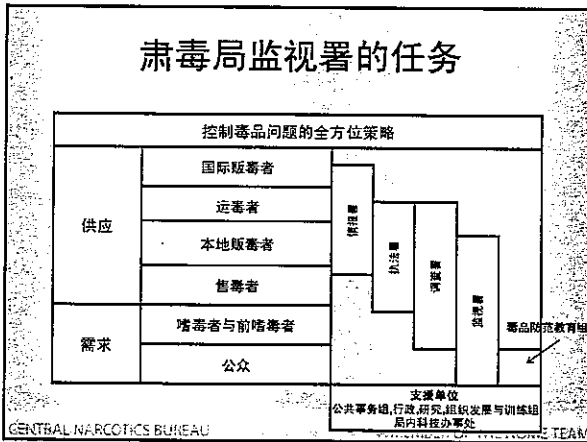 肃毒局监视署的任务
控制毒品问题的全方位策略
供应
国际贩毒者
运毒者
本地贩毒者
售毒者
需求
嗜毒者与前嗜毒者
公众
情报署
执法署
调查署
监视署
毒品防范教育组
支援单位
公共事务组,行政,研究,组织发展与训练组
局内科技办事处
CENTRAL NARCOTICS BUREAU
TEAM